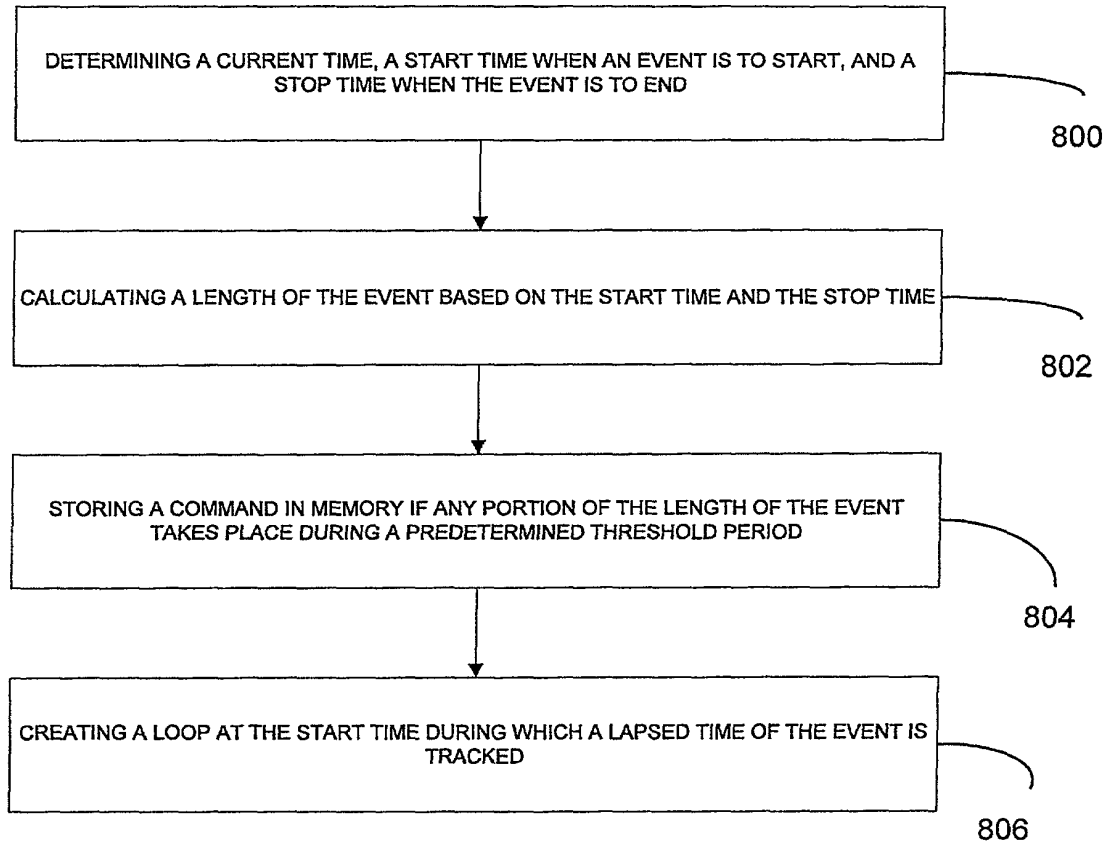 DETERMINING A CURRENT TIME, A START TIME WHEN AN EVENT IS TO START, AND A
STOP TIME WHEN THE EVENT IS TO END
800
CALCULATING A LENGTH OF THE EVENT BASED ON THE START TIME AND THE STOP TIME
802
STORING A COMMAND IN MEMORY IF ANY PORTION OF THE LENGTH OF THE EVENT
TAKES PLACE DURING A PREDETERMINED THRESHOLD PERIOD
804
CREATING A LOOP AT THE START TIME DURING WHICH A LAPSED TIME OF THE EVENT IS
TRACKED
806